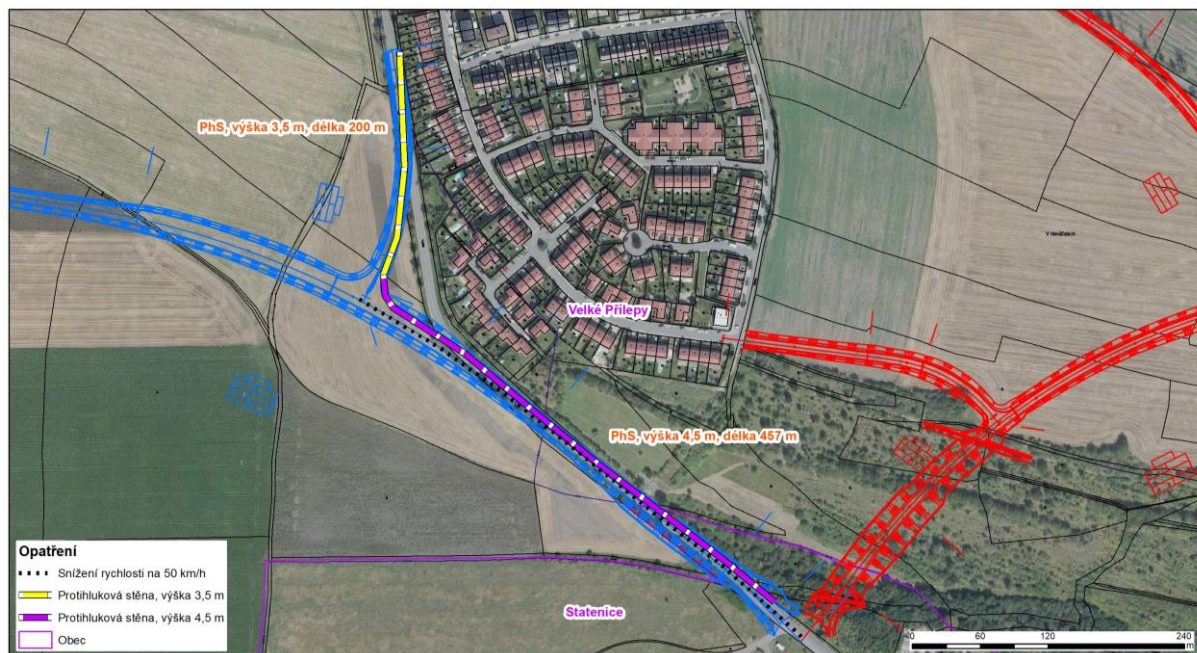 PhS, výška 3,5 m, délka 200 m
Velké Přílepy
PhS, výška 4,5 m, délka 457 m
Statenice
Opatření
Snížení rychlosti na 50 km/h
Protihluková stěna, výška 3,5 m
Protihluková stěna, výška 4,5 m
Obec
0 60 120 240
m